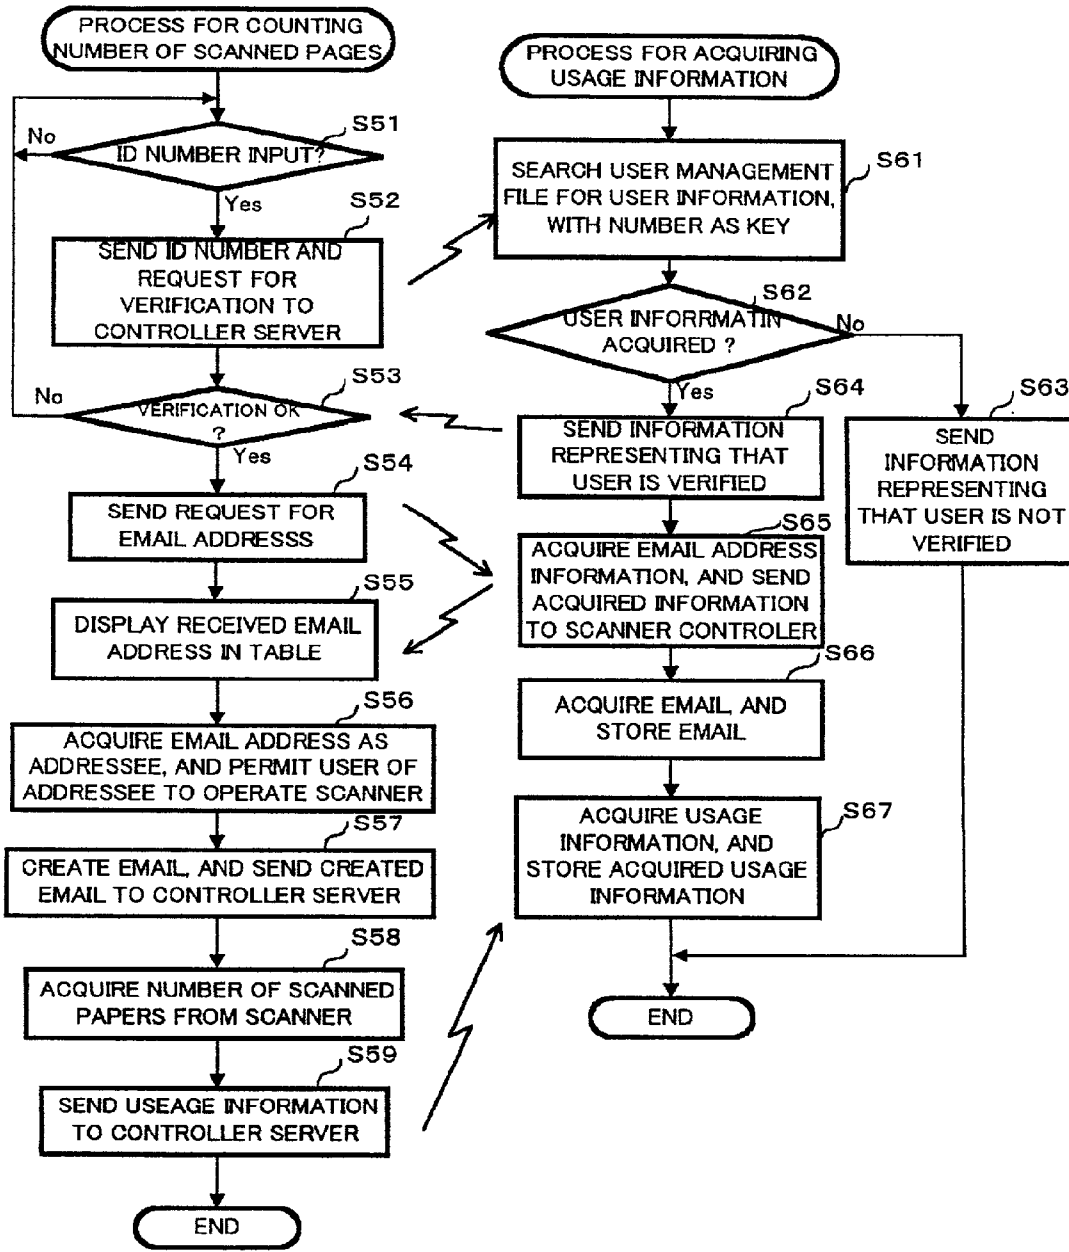 PROCESS FOR COUNTING
NUMBER OF SCANNED PAGES
No
S51
ID NUMBER INPUT?
Yes
S52
SEND ID NUMBER AND
REQUEST FOR
VERIFICATION TO
CONTROLLER SERVER
S53
No
VERIFICATION OK
?
Yes
S54
SEND REQUEST FOR
EMAIL ADDRESSS
S55
DISPLAY RECEIVED EMAIL
ADDRESS IN TABLE
S56
ACQUIRE EMAIL ADDRESS AS
ADDRESSEE, AND PERMIT USER OF
ADDRESSEE TO OPERATE SCANNER
S57
CREATE EMAIL, AND SEND CREATED
EMAIL TO CONTROLLER SERVER
S58
ACQUIRE NUMBER OF SCANNED
PAPERS FROM SCANNER
S59
SEND USEAGE INFORMATION
TO CONTROLLER SERVER
END
PROCESS FOR ACQUIRING
USAGE INFORMATION
S61
SEARCH USER MANAGEMENT
FILE FOR USER INFORMATION,
WITH NUMBER AS KEY
S62
USER INFORRMATIN
ACQUIRED ?
No
Yes
S64
SEND INFORMATION
REPRESENTING THAT
USER IS VERIFIED
S63
SEND
INFORMATION
REPRESENTING
THAT USER IS NOT
VERIFIED
S65
ACQUIRE EMAIL ADDRESS
INFORMATION, AND SEND
ACQUIRED INFORMATION
TO SCANNER CONTROLER
S66
ACQUIRE EMAIL, AND
STORE EMAIL
S67
ACQUIRE USAGE
INFORMATION, AND
STORE ACQUIRED USAGE
INFORMATION
END